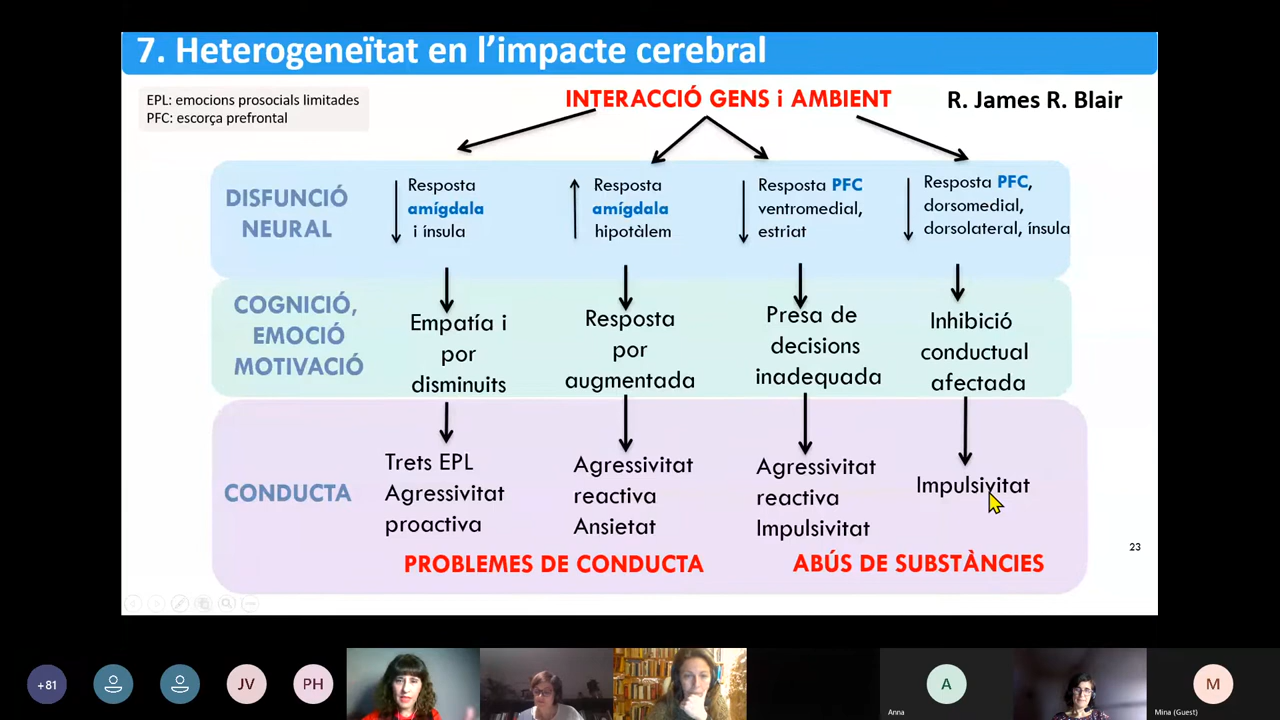 7. Heterogeneïtat en l’impacte cerebral
EPL: emocions prosocials limitades
PFC: escorça prefrontal
INTERACCIÓ GENS i AMBIENT
R. James R. Blair
DISFUNCIÓ
NEURAL
Resposta
amígdala
i ínsula
Resposta
amígdala
hipotàlem
Resposta PFC
ventromedial,
estriat
Resposta PFC,
dorsomedial,
dorsolateral, ínsula
COGNICIÓ,
EMOCIÓ
MOTIVACIÓ
Empatía i
por
disminuits
Resposta
por
augmentada
Presa de
decisions
inadequada
Inhibició
conductual
afectada
CONDUCTA
Trets EPL
Agressivitat
proactiva
Agressivitat
reactiva
Ansietat
Agressivitat
reactiva
Impulsivitat
Impulsivitat
PROBLEMES DE CONDUCTA
ABÚS DE SUBSTÀNCIES
23
+81
JV
PH
A
Anna
M
Mina (Guest)